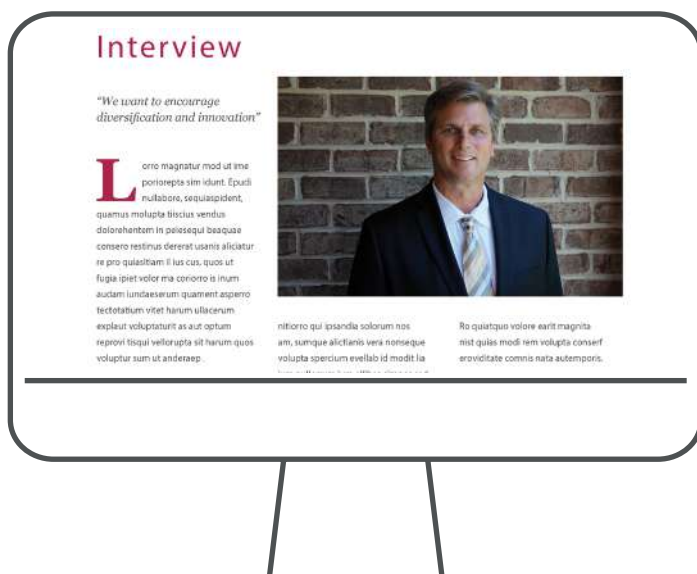 Interview
“We want to encourage
diversification and innovation”
Lorro magnatur mod ut ime
poriorepta sim idunt. Epudi
nullabore, sequiaspident,
quamus molupta tiiscius vendus
dolorehentem in pelesequi beaquae
consero restinus dererat usanis aliciatur
re pro quiasitiam il ius cus, quos ut
fugia ipiet volor ma coriorro is inum
audam iundaeserum quament asperro
tectotatium vitet harum ullacerum
explaut voluptaturit as aut optum
reprovi tisqui vellorupta sit harum quos
voluptur sum ut anderaep.
nitiorro qui ipsandia solorum nos
am, sumque alictianis vera nonseque
volupta spercium evellab id modit lia
Ro quiatquo volore earit magnita
nist quias modi rem volupta conserf
eroviditate comnis nata autemporis.